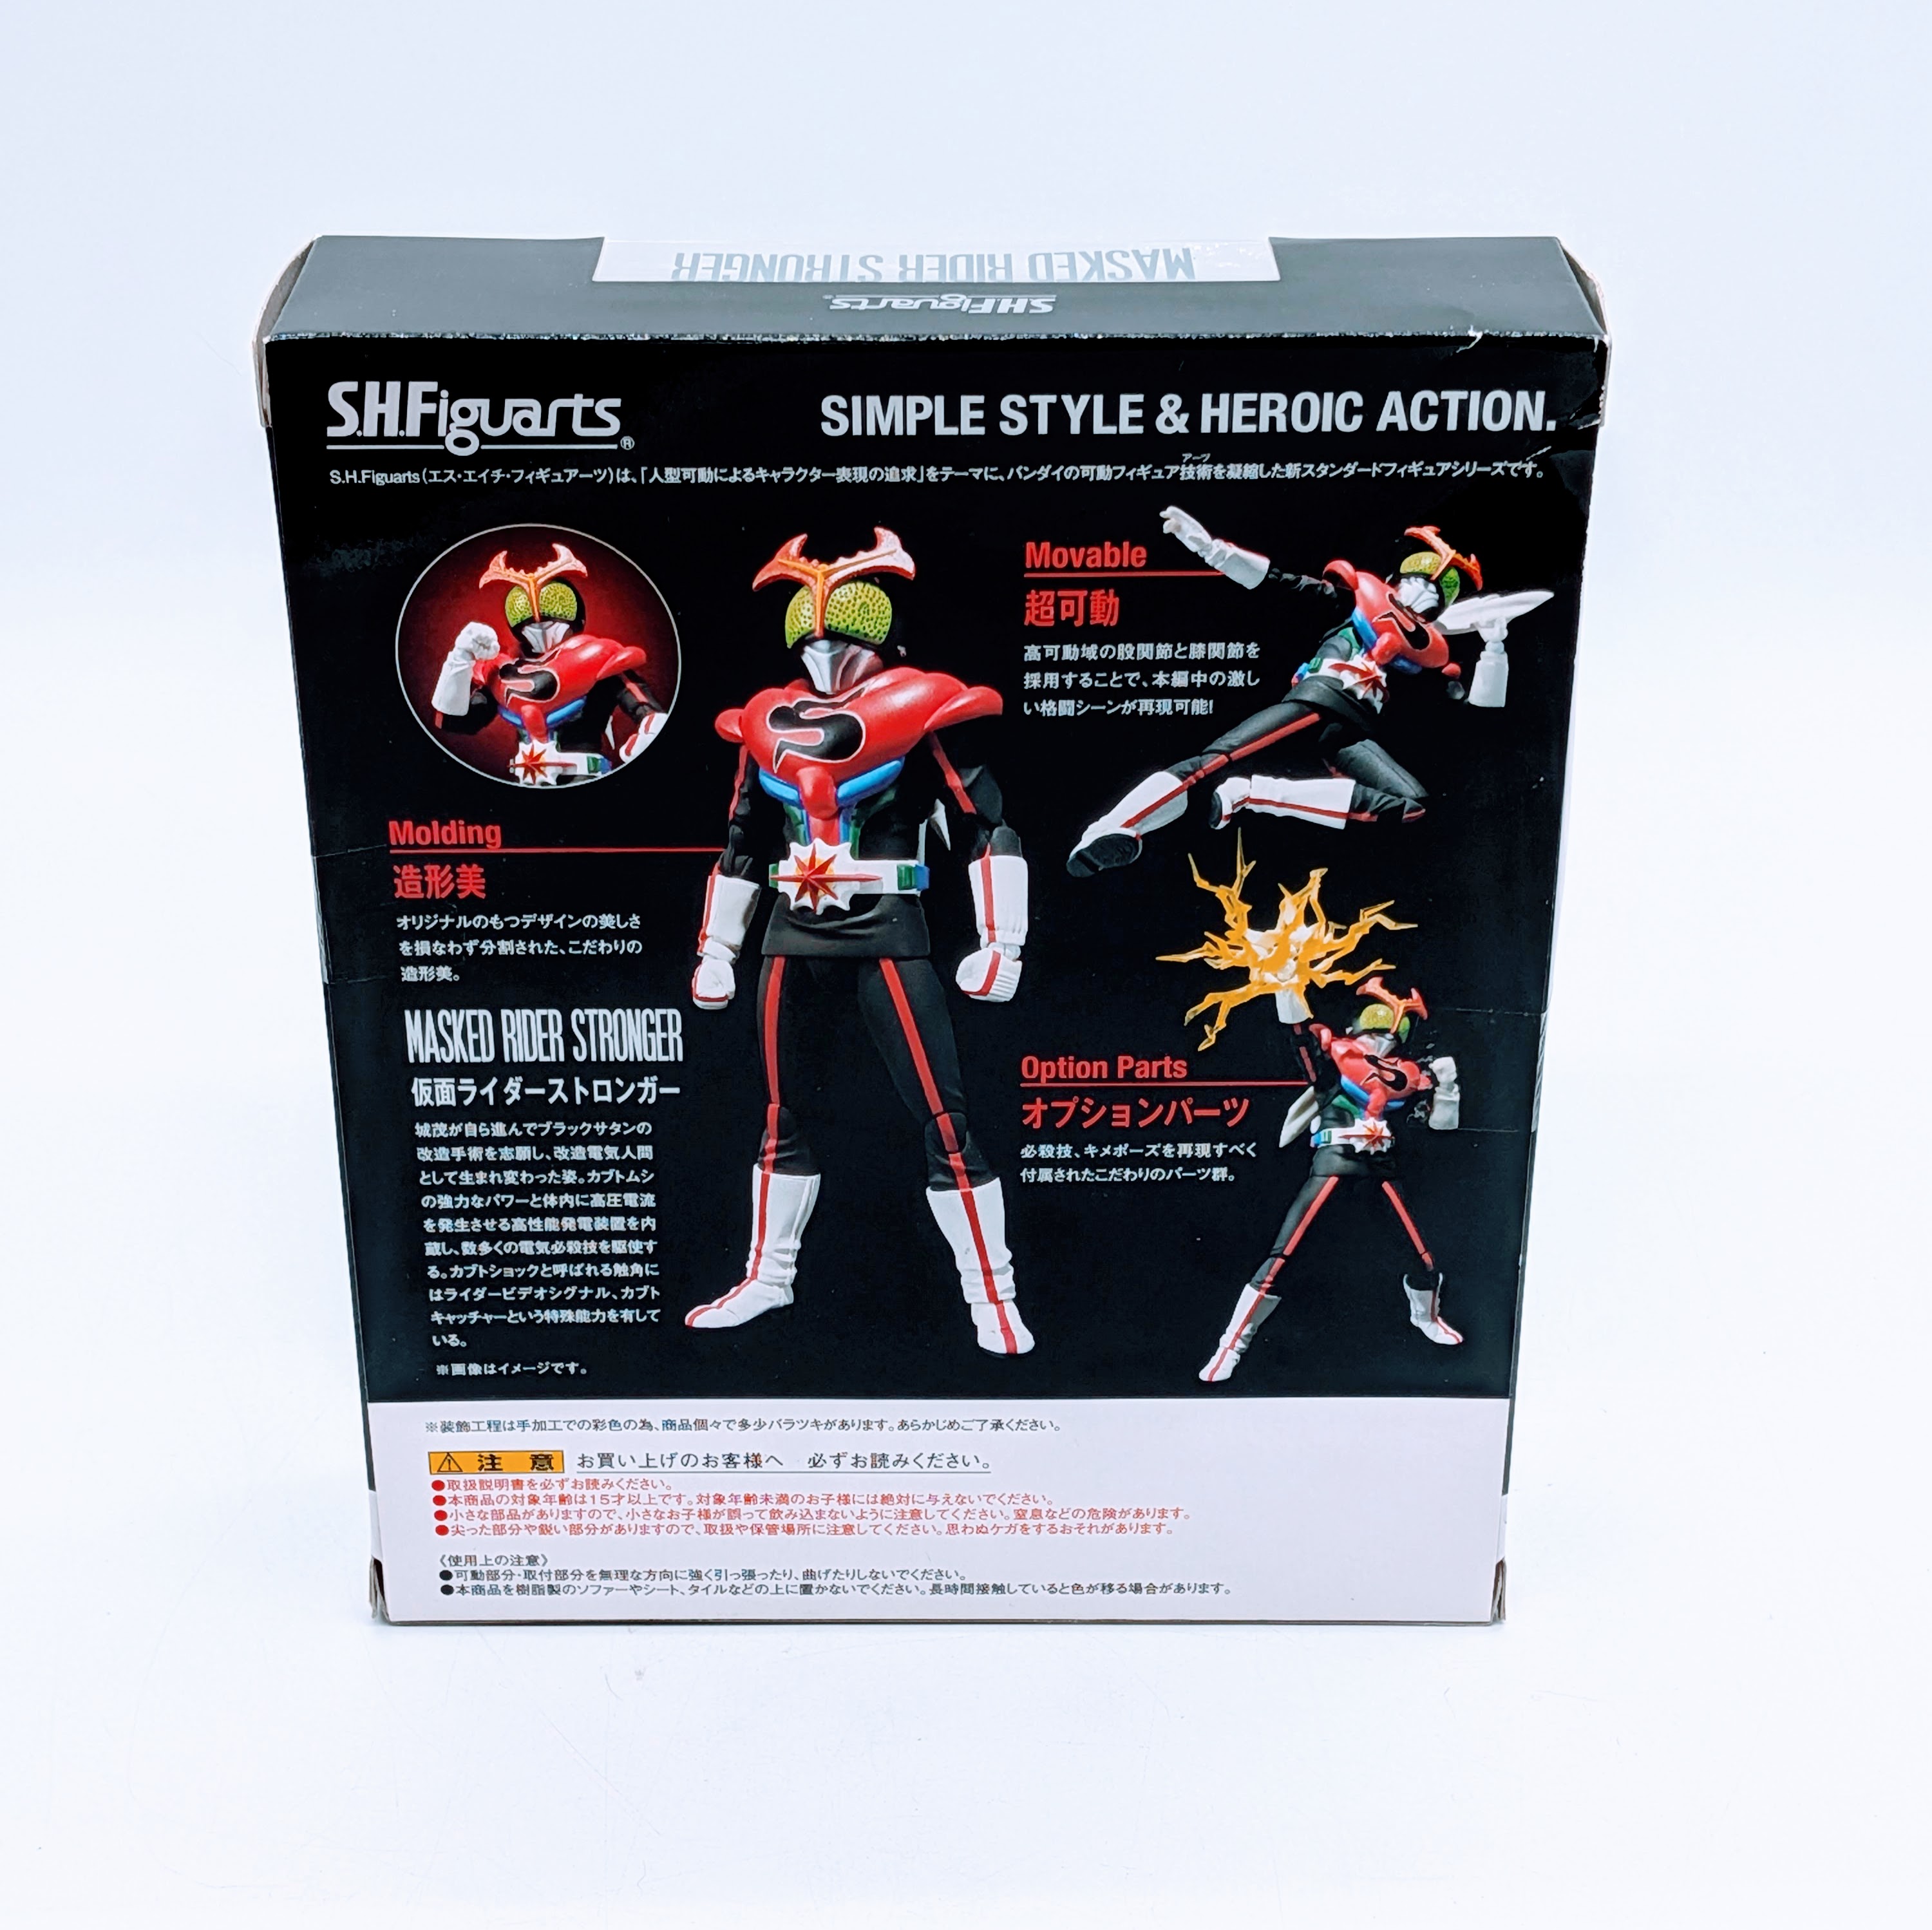 MASKED RIDER STRONGER
S.H.Figuarts
S.H.Figuarts®
SIMPLE STYLE & HEROIC ACTION.
アーツ
S.H.Figuarts(エス・エイチ・フィギュアーツ)は、「人型可動によるキャラクター表現の追求」をテーマに、バンダイの可動フィギュア技術を凝縮した新スタンダードフィギュアシリーズです。
Movable
超可動
高可動域の股関節と膝関節を
採用することで、本編中の激し
い格闘シーンが再現可能!
Molding
造形美
オリジナルのもつデザインの美しさ
を損なわず分割された、こだわりの
造形美。
MASKED RIDER STRONGER
仮面ライダーストロンガー
城茂が自ら進んでブラックサタンの
改造手術を志願し、改造電気人間
として生まれ変わった姿。カブトムシ
の強力なパワーと体内に高圧電流
を発生させる高性能発電装置を内
蔵し、数多くの電気必殺技を駆使す
る。カブトショックと呼ばれる触角に
はライダービデオシグナル、カブト
キャッチャーという特殊能力を有して
いる。
※画像はイメージです。
Option Parts
オプションパーツ
必殺技、キメポーズを再現すべく
付属されたこだわりのパーツ群。
※装飾工程は手加工での彩色の為、商品個々で多少バラツキがあります。あらかじめご了承ください。
⚠注 意 お買い上げのお客様へ 必ずお読みください。
●取扱説明書を必ずお読みください。
●本商品の対象年齢は15才以上です。対象年齢未満のお子様には絶対に与えないでください。
●小さな部品がありますので、小さなお子様が誤って飲み込まないように注意してください。窒息などの危険があります。
●尖った部分や鋭い部分がありますので、取扱や保管場所に注意してください。思わぬケガをするおそれがあります。
《使用上の注意》
●可動部分・取付部分を無理な方向に強く引っ張ったり、曲げたりしないでください。
●本商品を樹脂製のソファーやシート、タイルなどの上に置かないでください。長時間接触していると色が移る場合があります。